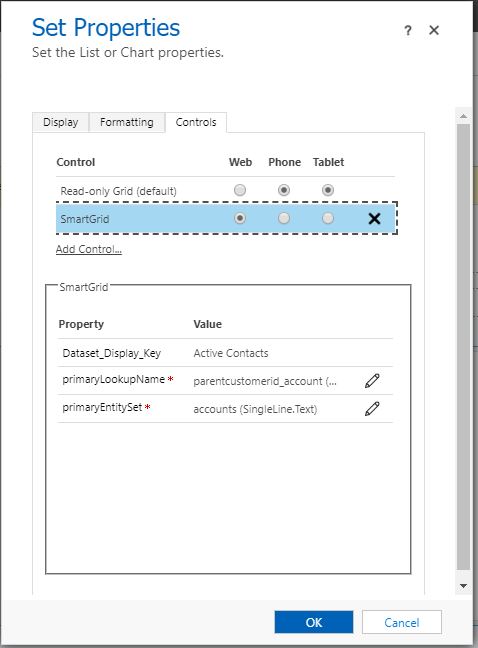 Set Properties
?
Set the List or Chart properties.
Display Formatting Controls
Control Web Phone Tablet
Read-only Grid (default)
SmartGrid
Add Control...
SmartGrid
Property Value
Dataset_Display_Key Active Contacts
primaryLookupName * parentcustomerid_account (...
primaryEntitySet * accounts (SingleLine.Text)
OK Cancel